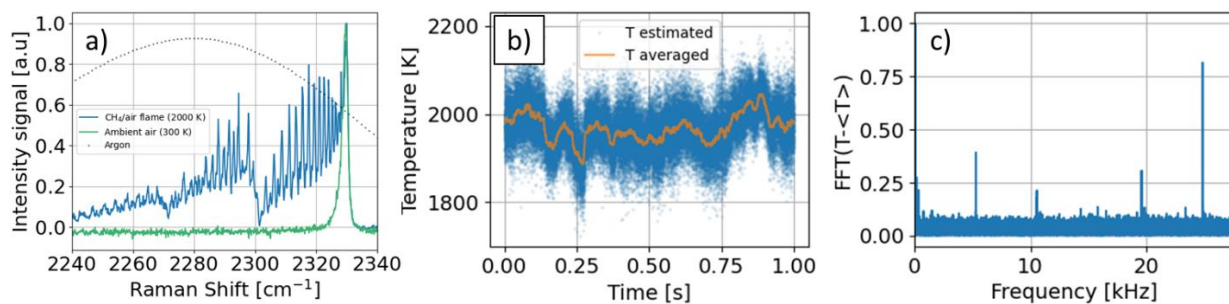 a)
Intensity signal [a.u]
1.0
0.8
0.6
0.4
0.2
0.0
CH₄/air flame (2000 K)
Ambient air (300 K)
Argon
2240 2260 2280 2300 2320 2340
Raman Shift [cm⁻¹]
b)
T estimated
T averaged
Temperature [K]
2200
2000
1800
0.00 0.25 0.50 0.75 1.00
Time [s]
c)
FFT(T-<T>)
1.00
0.75
0.50
0.25
0.00
0 10 20
Frequency [kHz]